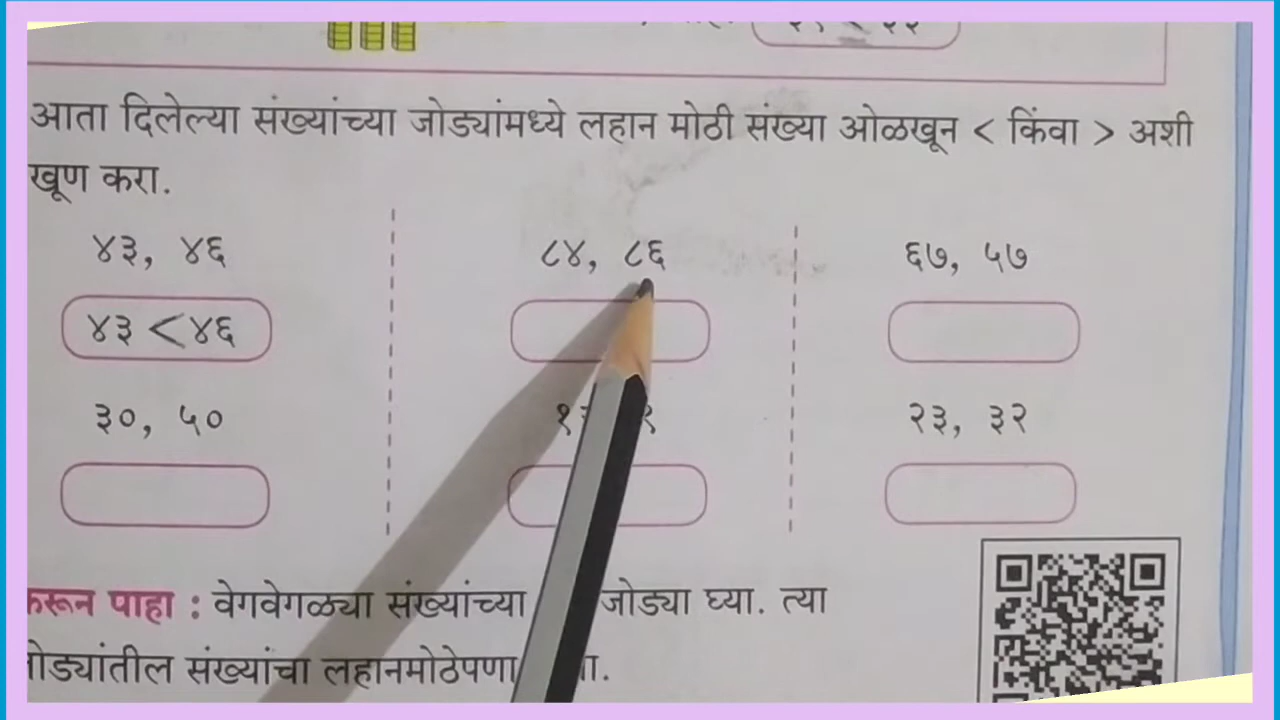 आता दिलेल्या संख्यांच्या जोड्यांमध्ये लहान मोठी संख्या ओळखून < किंवा > अशी
खूण करा.
४३, ४६
८४, ८६
६७, ५७
४३ < ४६
३०, ५०
२३, ३२
करून पाहा : वेगवेगळ्या संख्यांच्या जोड्या घ्या. त्या
संख्यांचा लहानमोठेपणा